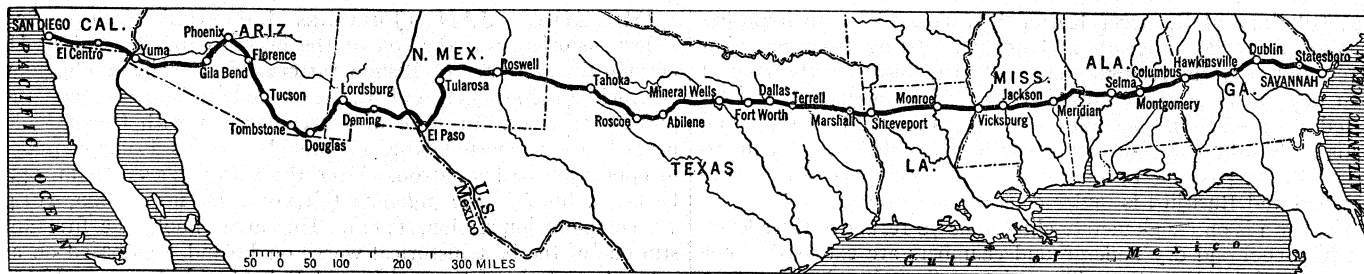 SAN DIEGO
CAL.
El Centro
Yuma
Phoenix
ARIZ.
Gila Bend
Florence
Tucson
Tombstone
Douglas
Lordsburg
Deming
N. MEX.
Tularosa
El Paso
Roswell
Tahoka
Roscoe
Abilene
Mineral Wells
Fort Worth
Dallas
Terrell
Marshall
Shreveport
TEXAS
LA.
Monroe
Vicksburg
MISS.
Jackson
Meridian
ALA.
Selma
Montgomery
Columbus
Hawkinsville
GA.
Dublin
Statesboro
SAVANNAH
PACIFIC OCEAN
ATLANTIC OCEAN
U.S.
Mexico
Gulf of Mexico
50 0 50 100 200 300 MILES